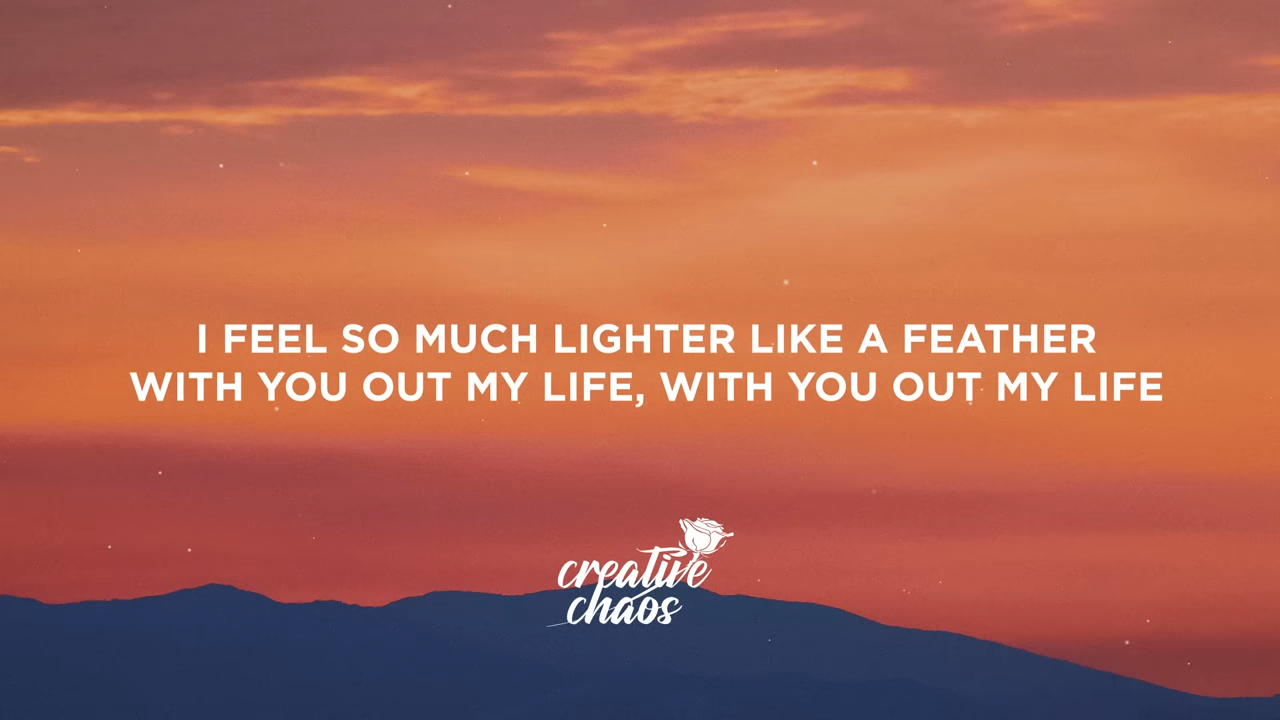 I FEEL SO MUCH LIGHTER LIKE A FEATHER
WITH YOU OUT MY LIFE, WITH YOU OUT MY LIFE
creative
chaos